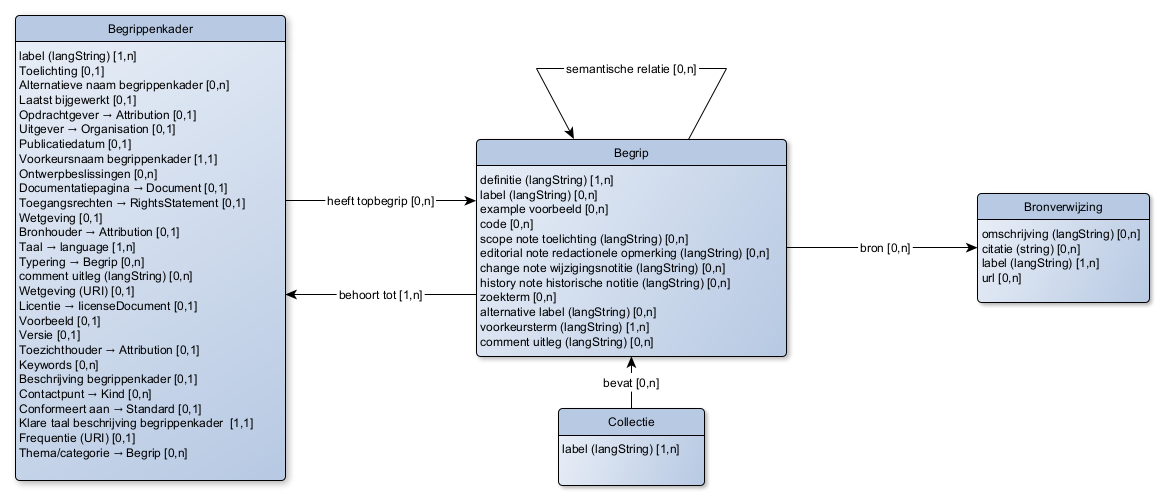 Begrippenkader
label (langString) [1,n]
Toelichting [0,1]
Alternatieve naam begrippenkader [0,n]
Laatst bijgewerkt [0,1]
Opdrachtgever → Attribution [0,1]
Uitgever → Organisation [0,1]
Publicatiedatum [0,1]
Voorkeursnaam begrippenkader [1,1]
Ontwerpbeslissingen [0,n]
Documentatiepagina → Document [0,1]
Toegangsrechten → RightsStatement [0,1]
Wetgeving [0,1]
Bronhouder → Attribution [0,1]
Taal → language [1,n]
Typering → Begrip [0,n]
comment uitleg (langString) [0,n]
Wetgeving (URI) [0,1]
Licentie → licenseDocument [0,1]
Voorbeeld [0,1]
Versie [0,1]
Toezichthouder → Attribution [0,1]
Keywords [0,n]
Beschrijving begrippenkader [0,1]
Contactpunt → Kind [0,n]
Conformeert aan → Standard [0,1]
Klare taal beschrijving begrippenkader  [1,1]
Frequentie (URI) [0,1]
Thema/categorie → Begrip [0,n]
heeft topbegrip [0,n]
behoort tot [1,n]
semantische relatie [0,n]
Begrip
definitie (langString) [1,n]
label (langString) [0,n]
example voorbeeld [0,n]
code [0,n]
scope note toelichting (langString) [0,n]
editorial note redactionele opmerking (langString) [0,n]
change note wijzigingsnotitie (langString) [0,n]
history note historische notitie (langString) [0,n]
zoekterm [0,n]
alternative label (langString) [0,n]
voorkeursterm (langString) [1,n]
comment uitleg (langString) [0,n]
bevat [0,n]
Collectie
label (langString) [1,n]
bron [0,n]
Bronverwijzing
omschrijving (langString) [0,n]
citatie (string) [0,n]
label (langString) [1,n]
url [0,n]